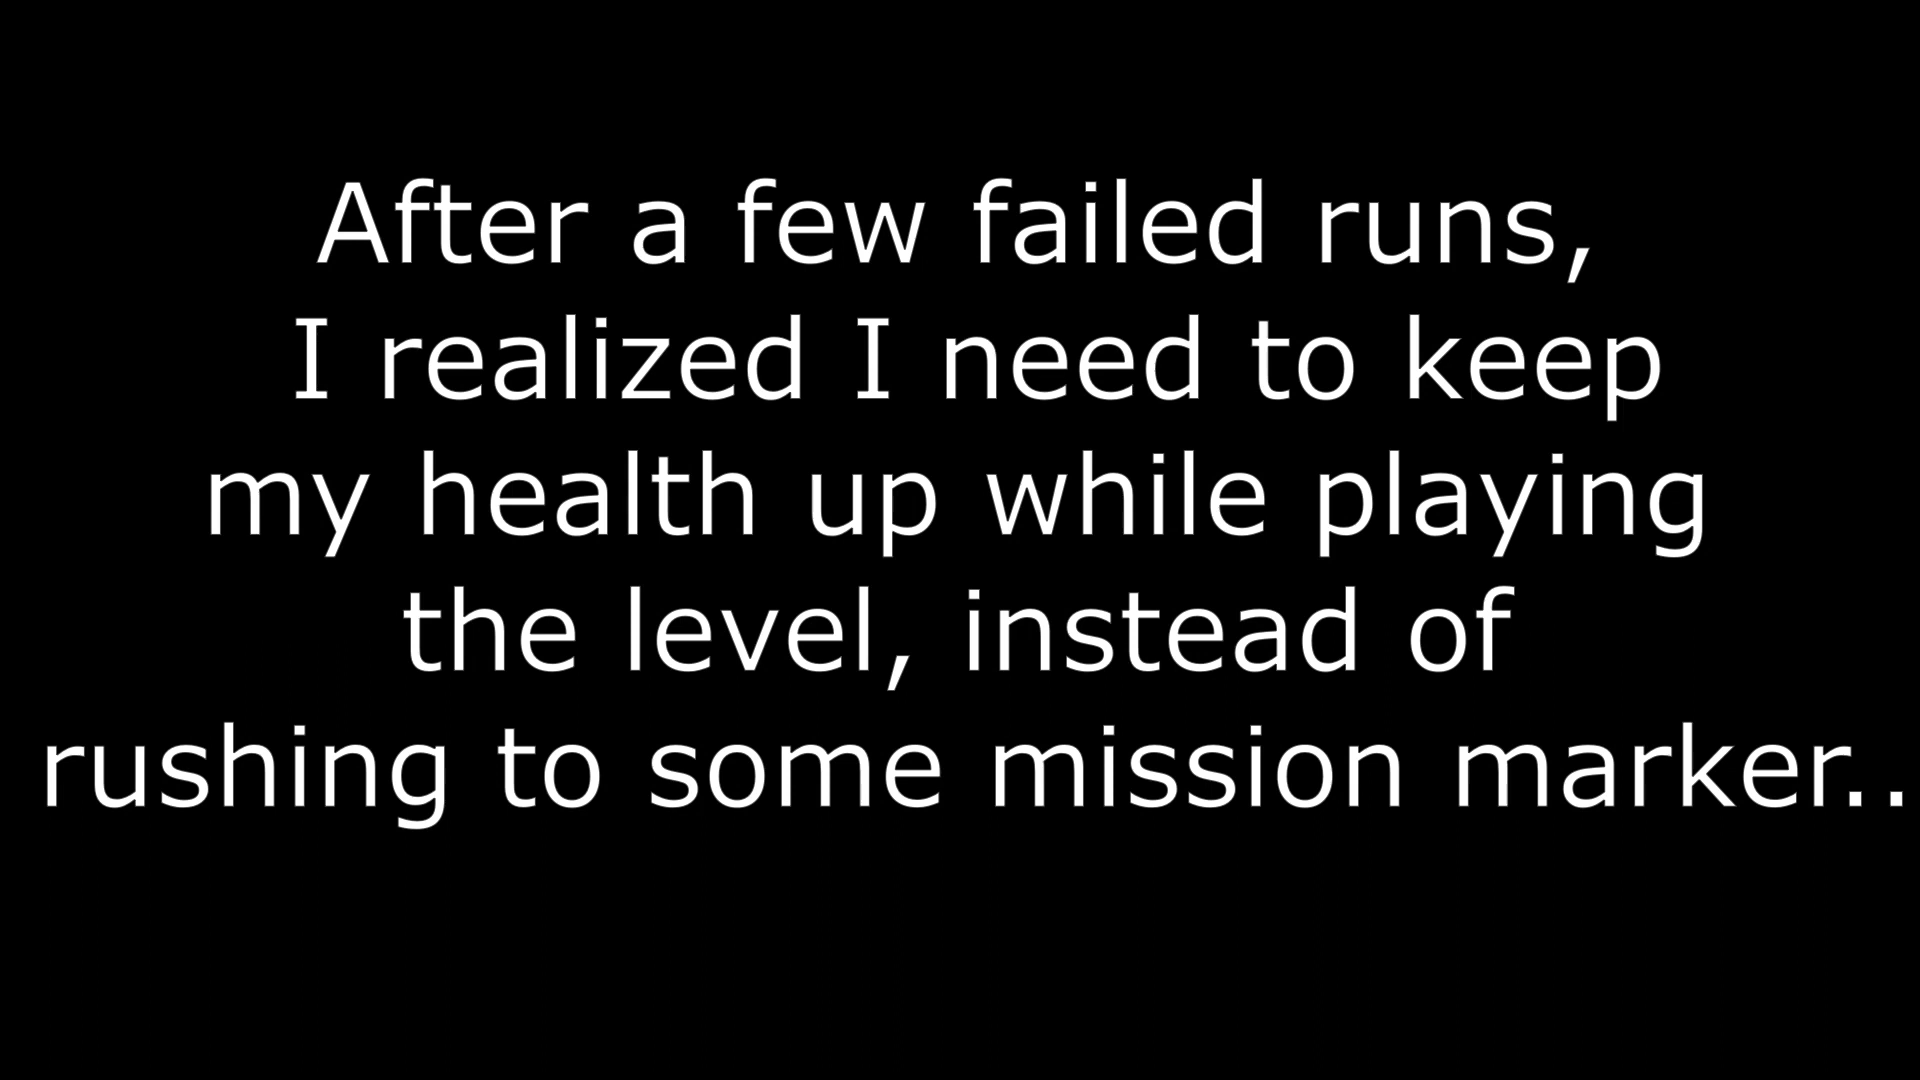 After a few failed runs,
I realized I need to keep
my health up while playing
the level, instead of
rushing to some mission marker..